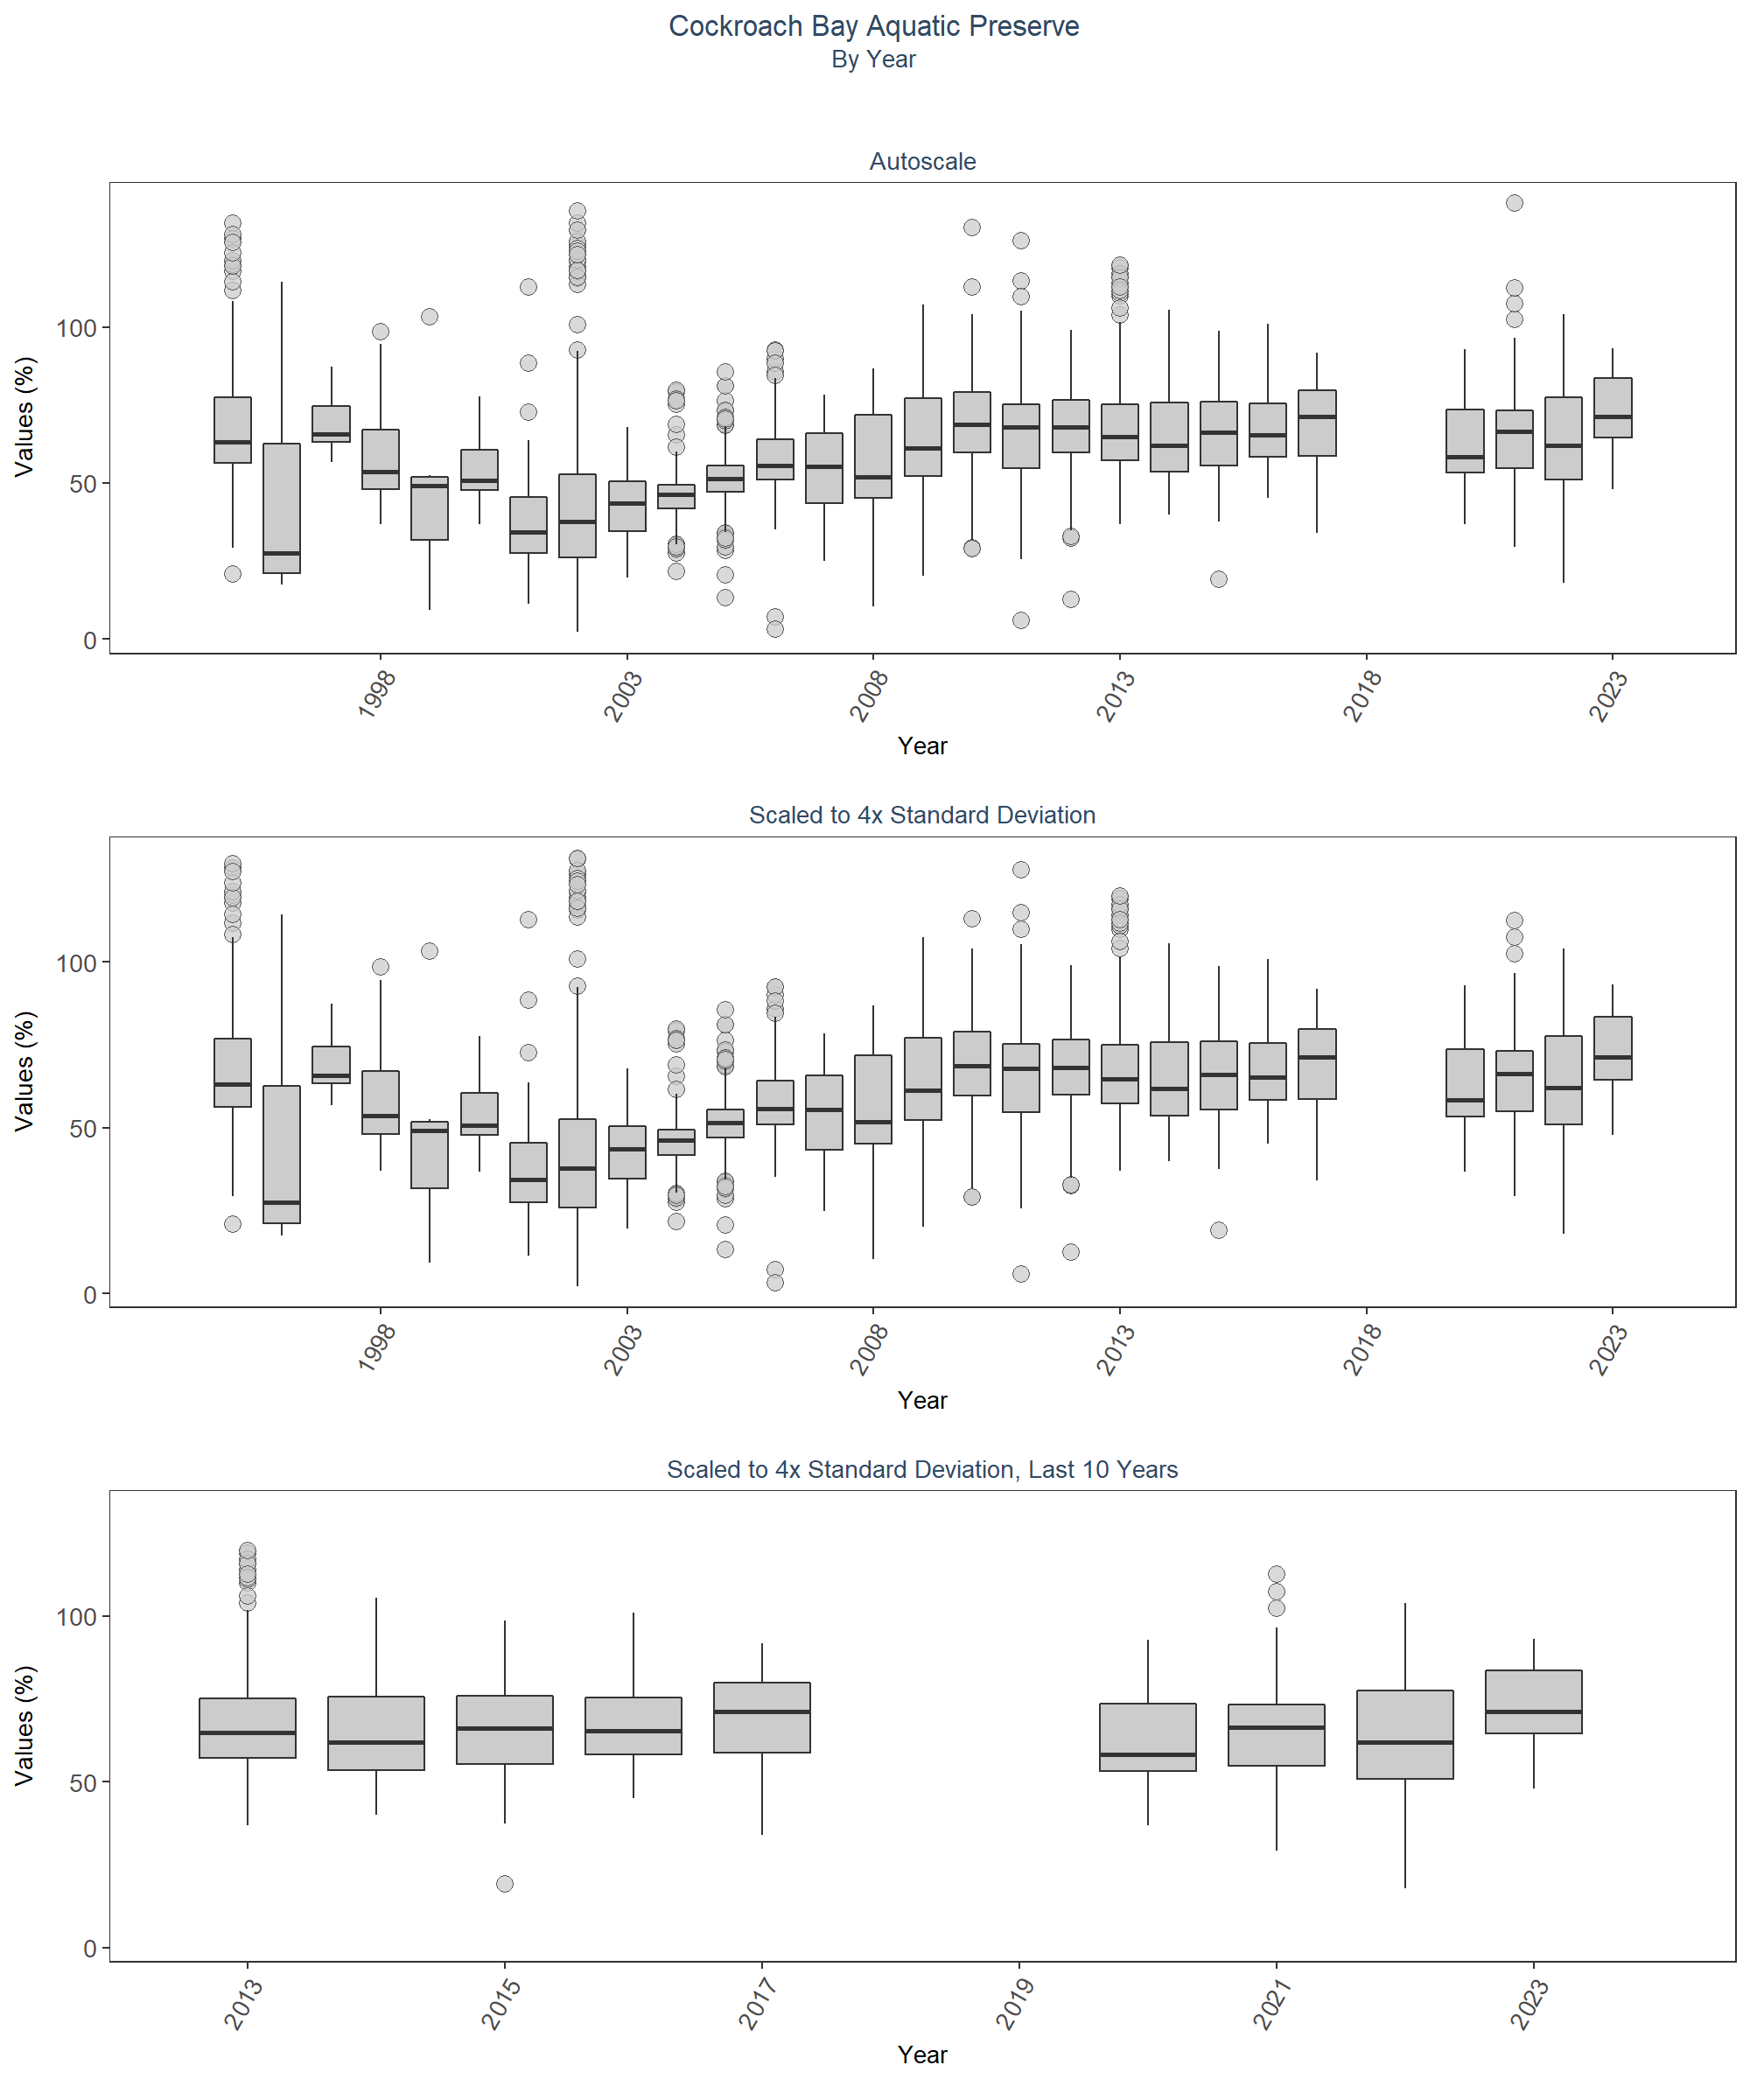 Cockroach Bay Aquatic Preserve
By Year
Autoscale
Values (%)
100
50
0
1998 2003 2008 2013 2018 2023
Year
Scaled to 4x Standard Deviation
Values (%)
100
50
0
1998 2003 2008 2013 2018 2023
Year
Scaled to 4x Standard Deviation, Last 10 Years
Values (%)
100
50
0
2013 2015 2017 2019 2021 2023
Year